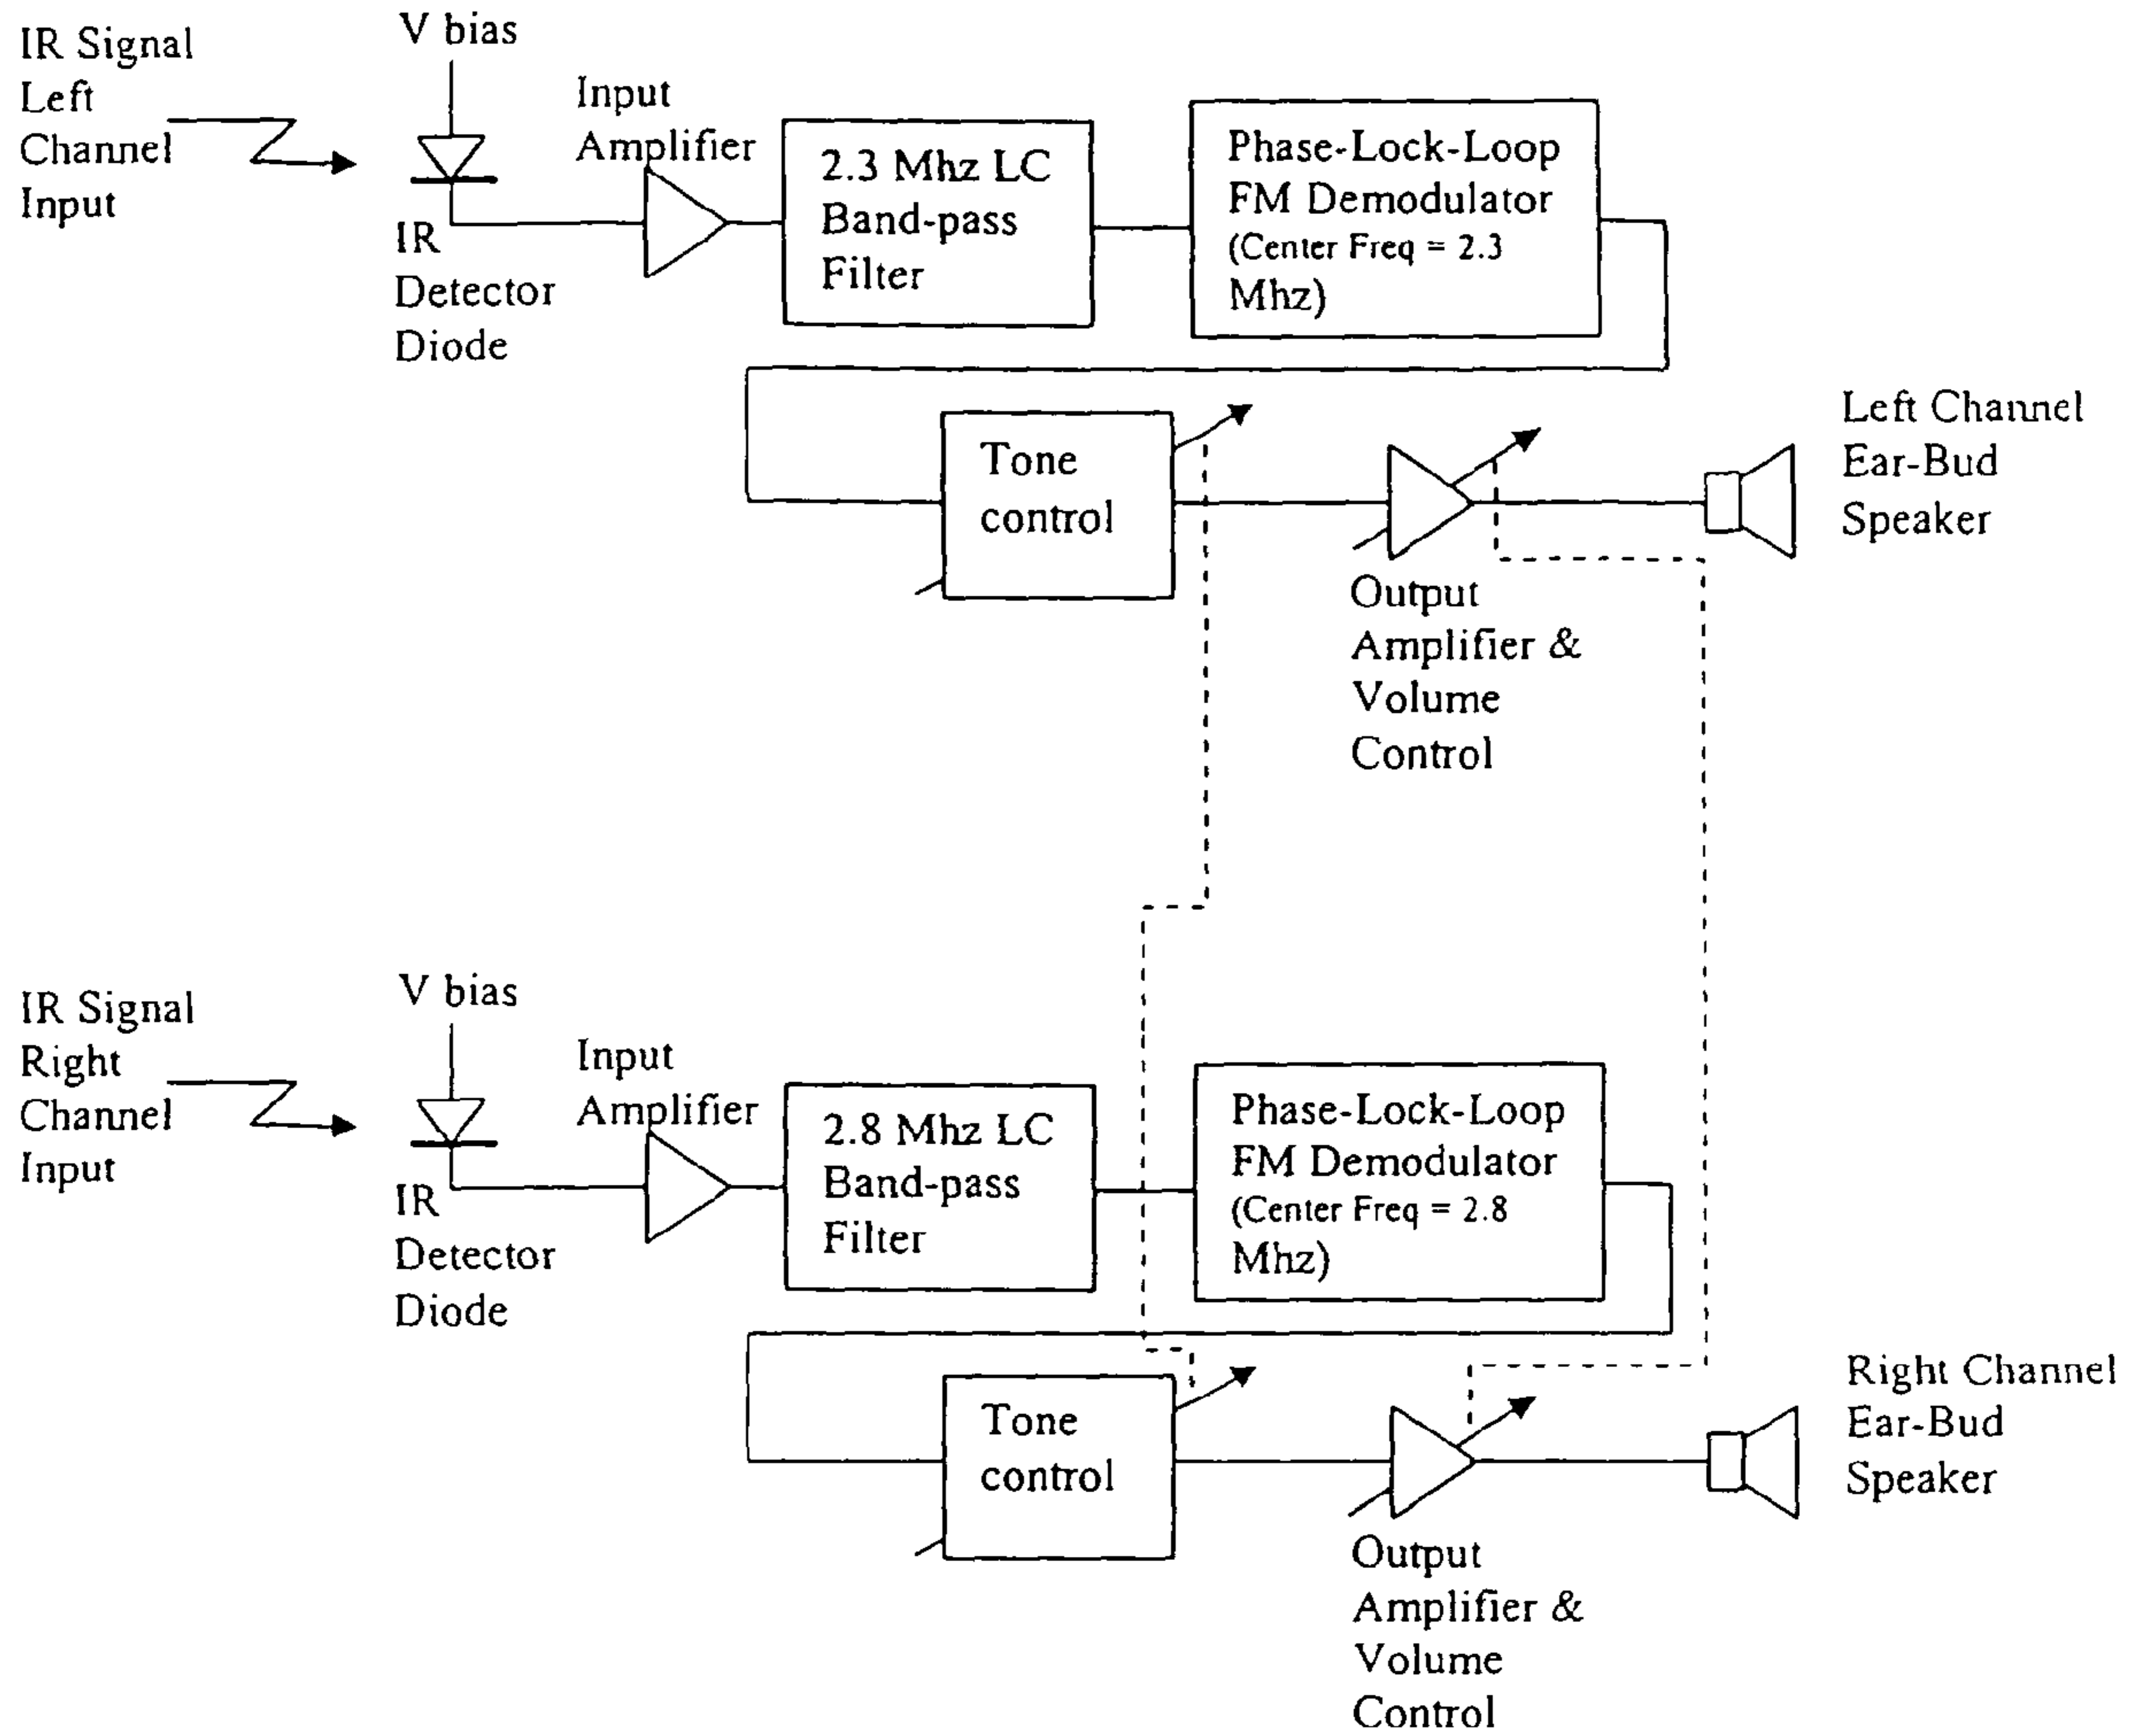 IR Signal
Left
Channel
Input
V bias
IR
Detector
Diode
Input
Amplifier
2.3 Mhz LC
Band-pass
Filter
Phase-Lock-Loop
FM Demodulator
(Center Freq = 2.3
Mhz)
Tone
control
Output
Amplifier &
Volume
Control
Left Channel
Ear-Bud
Speaker
IR Signal
Right
Channel
Input
V bias
IR
Detector
Diode
Input
Amplifier
2.8 Mhz LC
Band-pass
Filter
Phase-Lock-Loop
FM Demodulator
(Center Freq = 2.8
Mhz)
Tone
control
Output
Amplifier &
Volume
Control
Right Channel
Ear-Bud
Speaker